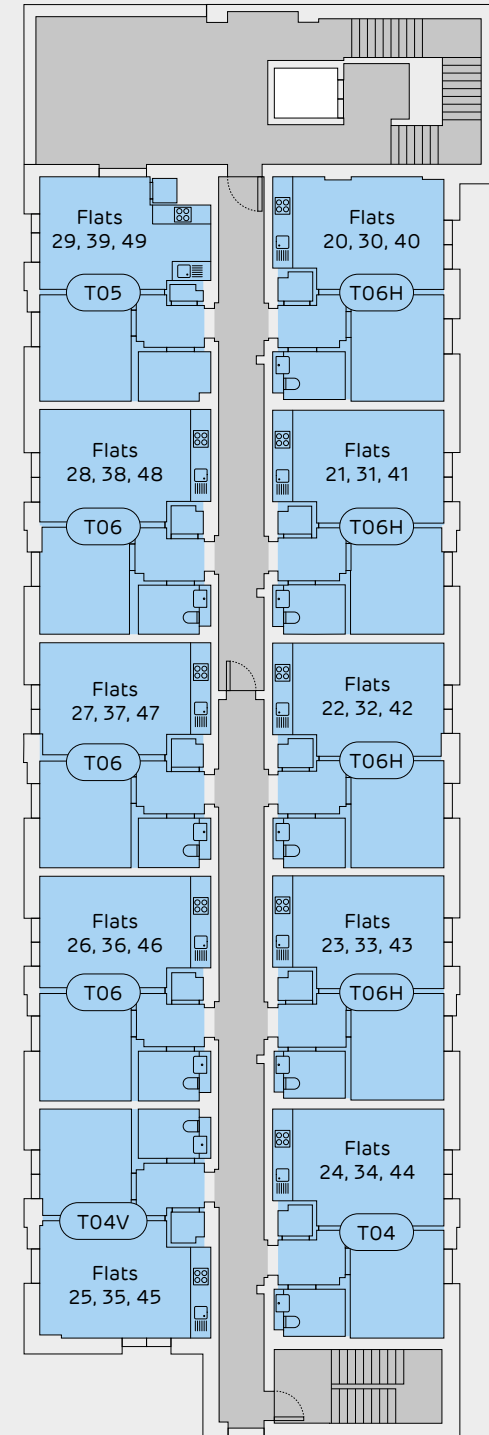 Flats
29, 39, 49
T05
Flats
20, 30, 40
T06H
Flats
28, 38, 48
T06
Flats
21, 31, 41
T06H
Flats
27, 37, 47
T06
Flats
22, 32, 42
T06H
Flats
26, 36, 46
T06
Flats
23, 33, 43
T06H
T04V
Flats
25, 35, 45
Flats
24, 34, 44
T04